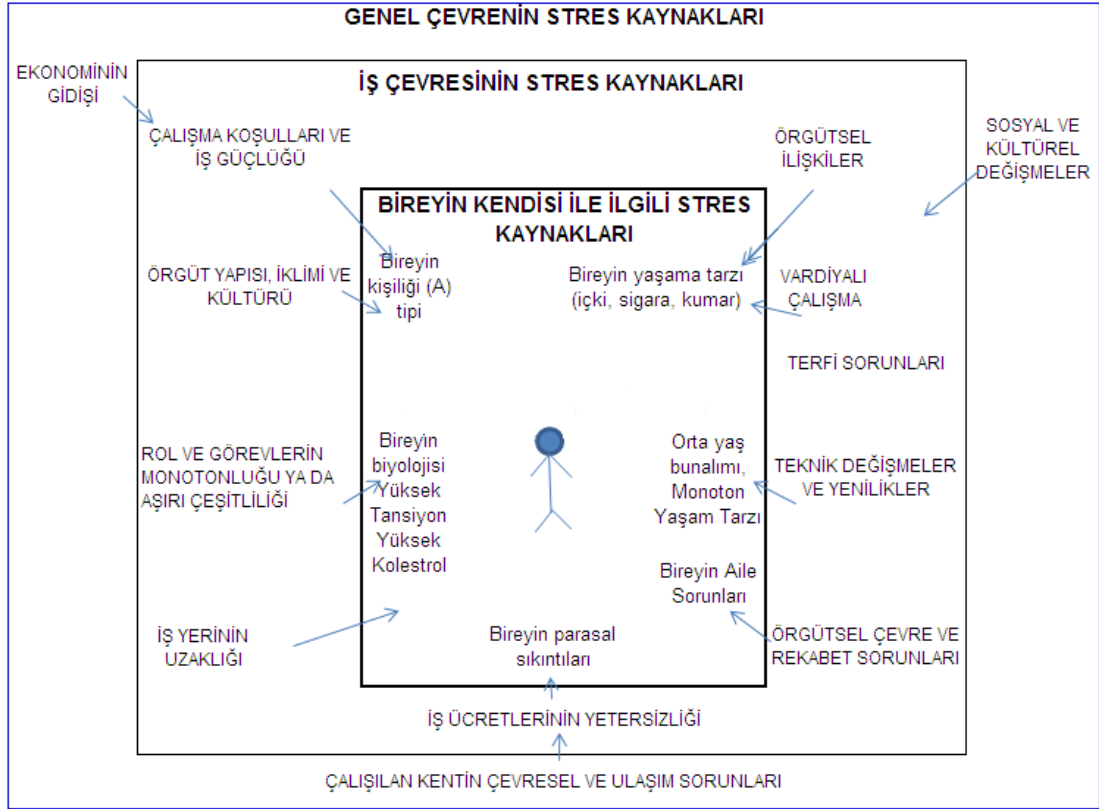 GENEL ÇEVRENİN STRES KAYNAKLARI
EKONOMİNİN
GİDİŞİ
İŞ ÇEVRESİNİN STRES KAYNAKLARI
ÇALIŞMA KOŞULLARI VE
İŞ GÜÇLÜĞÜ
ÖRGÜTSEL
İLİŞKİLER
SOSYAL VE
KÜLTÜREL
DEĞİŞMELER
BİREYİN KENDİSİ İLE İLGİLİ STRES
KAYNAKLARI
ÖRGÜT YAPISI, İKLİMİ VE
KÜLTÜRÜ
Bireyin
kişiliği (A)
tipi
Bireyin yaşama tarzı
(içki, sigara, kumar)
VARDİYALI
ÇALIŞMA
TERFİ SORUNLARI
ROL VE GÖREVLERİN
MONOTONLUĞU YA DA
AŞIRI ÇEŞİTLİLİĞİ
Bireyin
biyolojisi
Yüksek
Tansiyon
Yüksek
Kolestrol
Orta yaş
bunalımı,
Monoton
Yaşam Tarzı
TEKNİK DEĞİŞMELER
VE YENİLİKLER
Bireyin Aile
Sorunları
İŞ YERİNİN
UZAKLIĞI
Bireyin parasal
sıkıntıları
ÖRGÜTSEL ÇEVRE VE
REKABET SORUNLARI
İŞ ÜCRETLERİNİN YETERSİZLİĞİ
ÇALIŞILAN KENTİN ÇEVRESEL VE ULAŞIM SORUNLARI